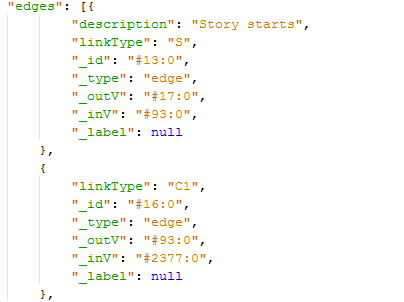 "edges": [{
"description": "Story starts",
"linkType": "S",
"_id": "#13:0",
"_type": "edge",
"_outV": "#17:0",
"_inV": "#93:0",
"_label": null
},
{
"linkType": "C1",
"_id": "#16:0",
"_type": "edge",
"_outV": "#93:0",
"_inV": "#2377:0",
"_label": null
},